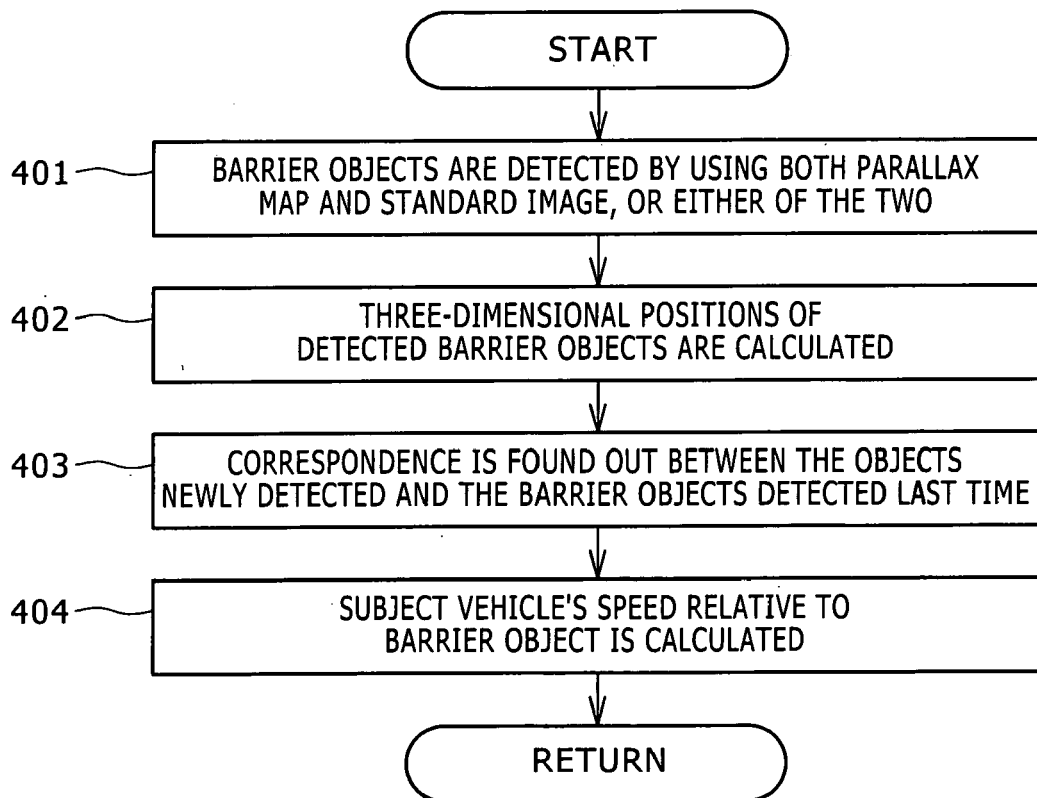 START
401
BARRIER OBJECTS ARE DETECTED BY USING BOTH PARALLAX
MAP AND STANDARD IMAGE, OR EITHER OF THE TWO
402
THREE-DIMENSIONAL POSITIONS OF
DETECTED BARRIER OBJECTS ARE CALCULATED
403
CORRESPONDENCE IS FOUND OUT BETWEEN THE OBJECTS
NEWLY DETECTED AND THE BARRIER OBJECTS DETECTED LAST TIME
404
SUBJECT VEHICLE'S SPEED RELATIVE TO
BARRIER OBJECT IS CALCULATED
RETURN